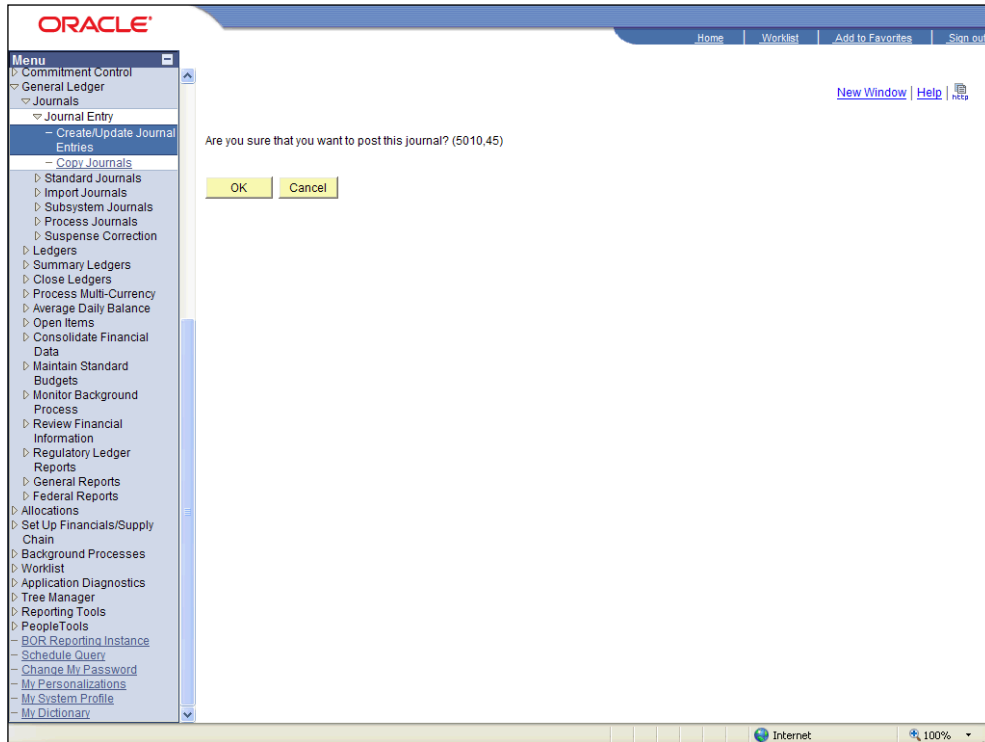 ORACLE®
Home
Worklist
Add to Favorites
Sign out
Menu
Commitment Control
General Ledger
Journals
Journal Entry
Create/Update Journal
Entries
Copy Journals
Standard Journals
Import Journals
Subsystem Journals
Process Journals
Suspense Correction
Ledgers
Summary Ledgers
Close Ledgers
Process Multi-Currency
Average Daily Balance
Open Items
Consolidate Financial
Data
Maintain Standard
Budgets
Monitor Background
Process
Review Financial
Information
Regulatory Ledger
Reports
General Reports
Federal Reports
Allocations
Set Up Financials/Supply
Chain
Background Processes
Worklist
Application Diagnostics
Tree Manager
Reporting Tools
PeopleTools
BOR Reporting Instance
Schedule Query
Change My Password
My Personalizations
My System Profile
My Dictionary
New Window | Help |
http
Are you sure that you want to post this journal? (5010,45)
OK
Cancel
Internet
100%